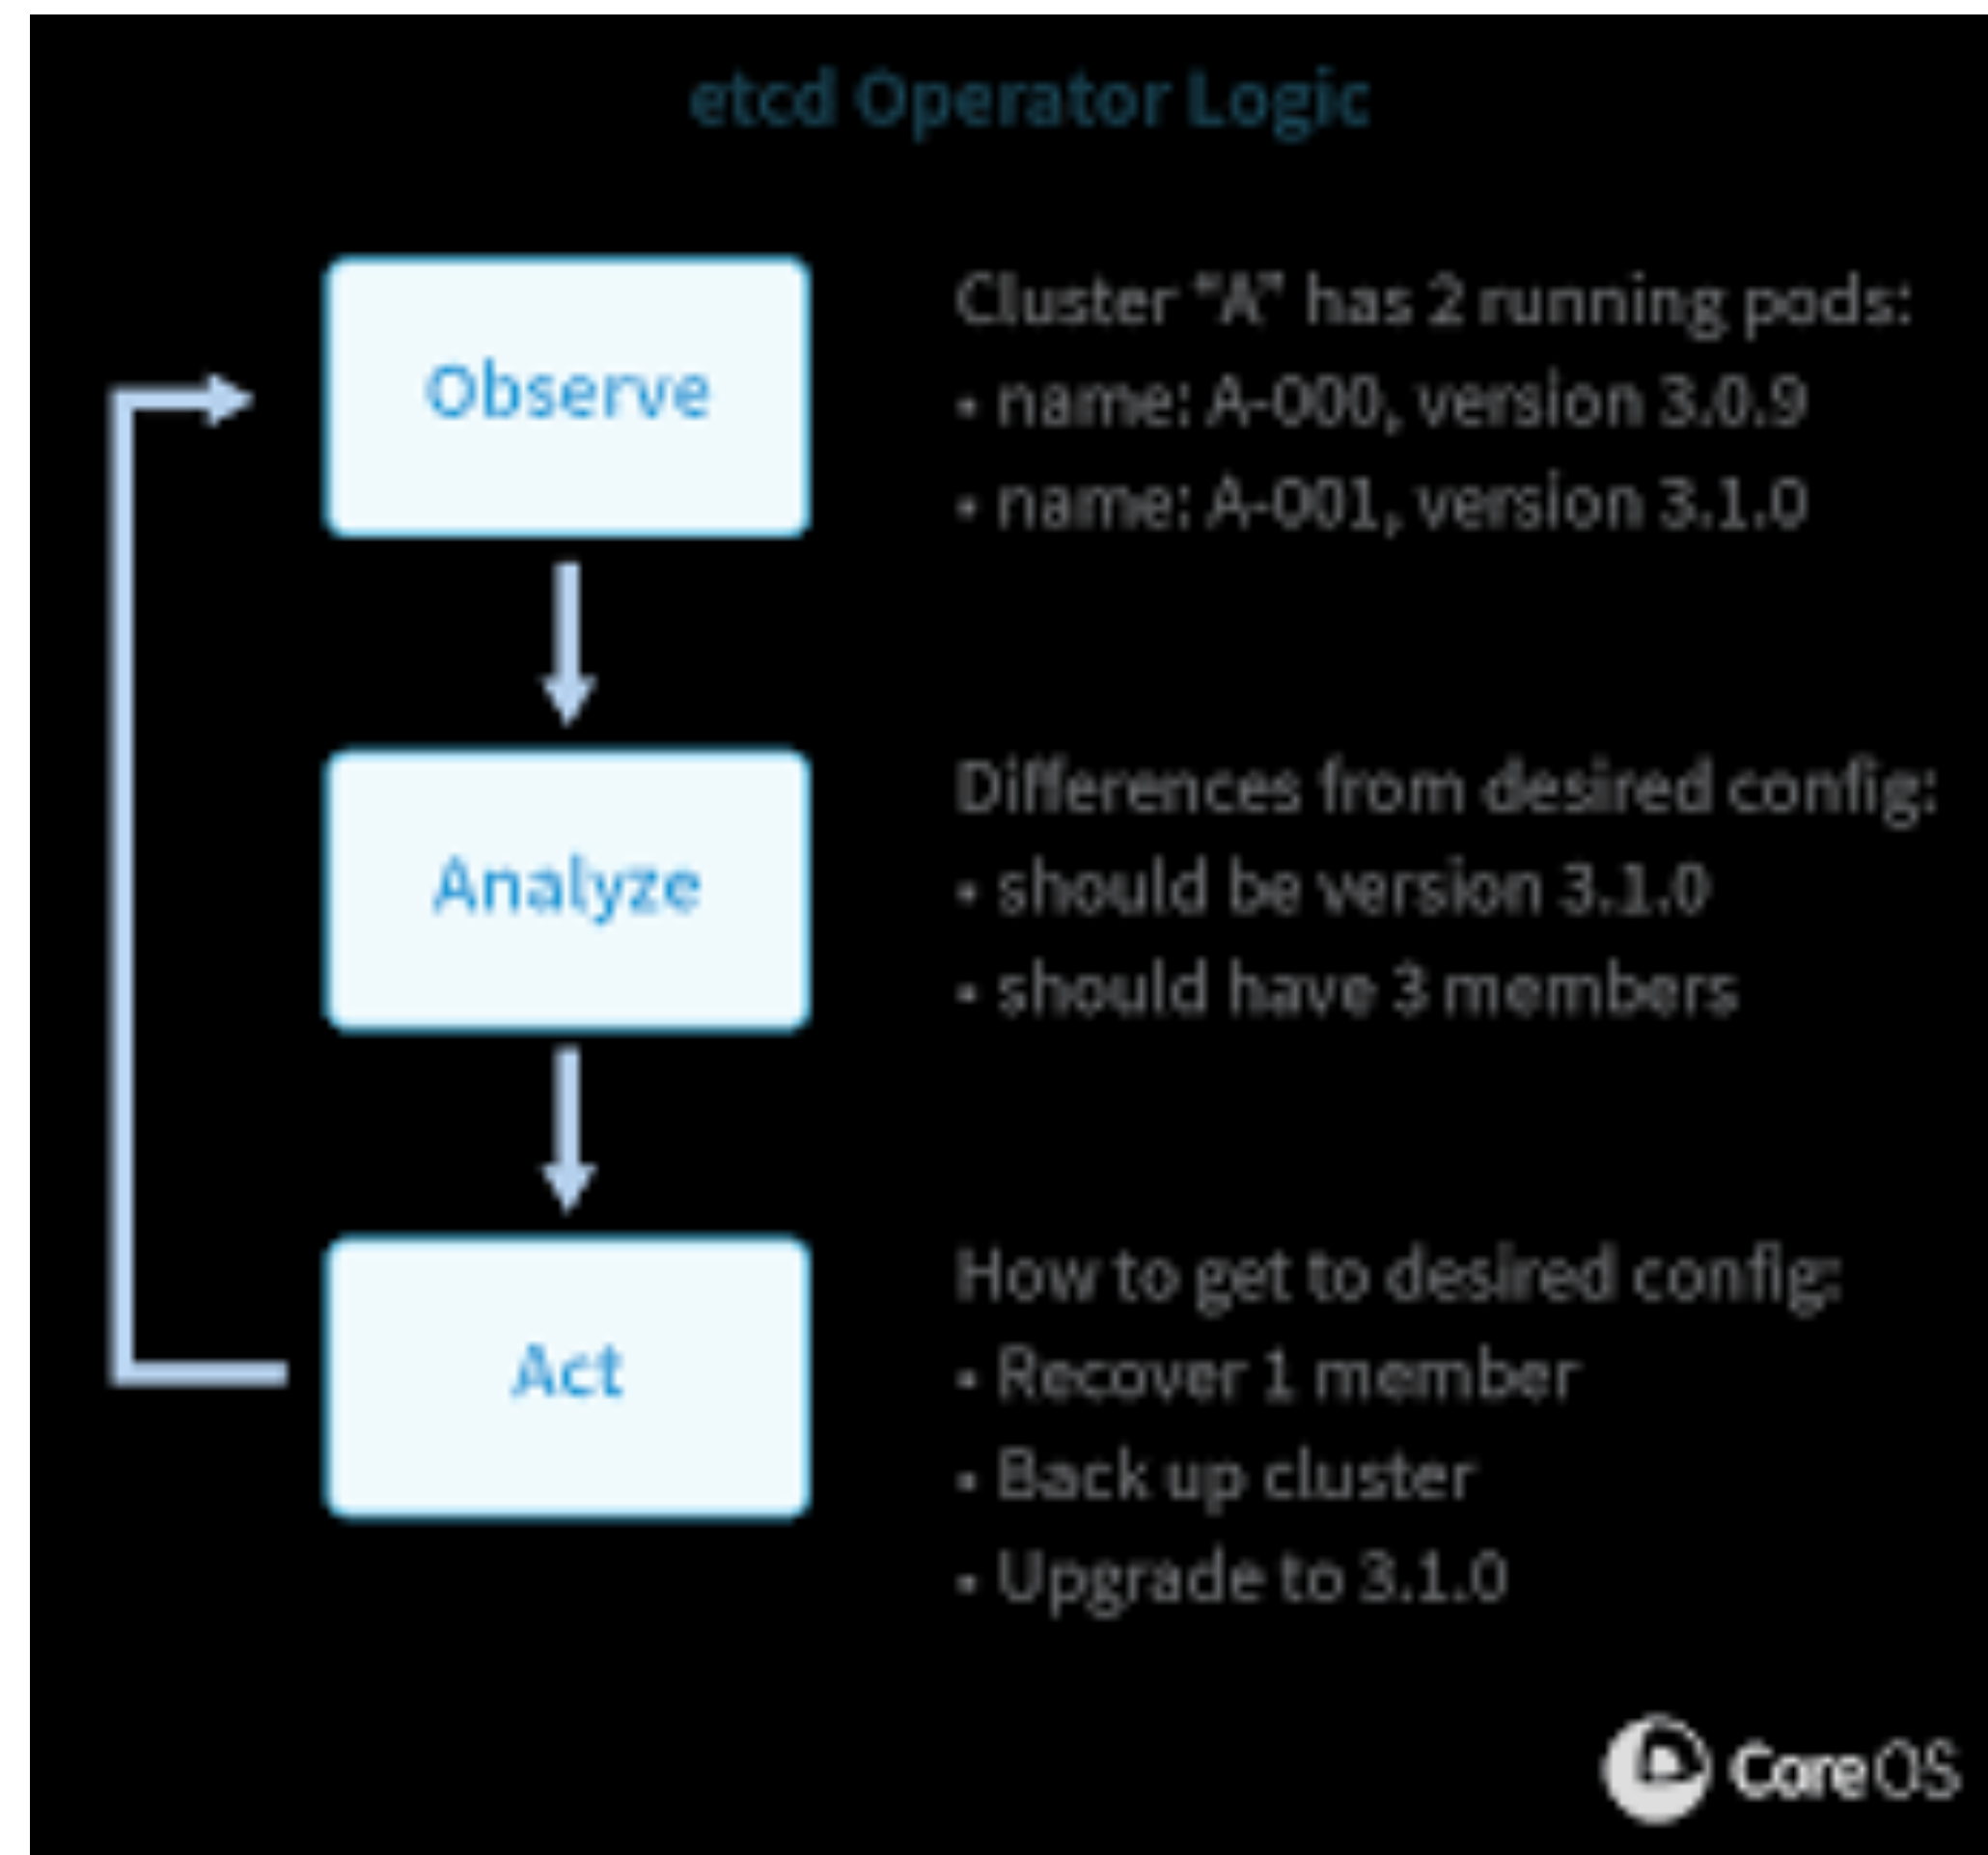 etcd Operator Logic
Observe
Cluster “A” has 2 running pods:
• name: A-000, version 3.0.9
• name: A-001, version 3.1.0
Analyze
Differences from desired config:
• should be version 3.1.0
• should have 3 members
Act
How to get to desired config:
• Recover 1 member
• Back up cluster
• Upgrade to 3.1.0
CoreOS